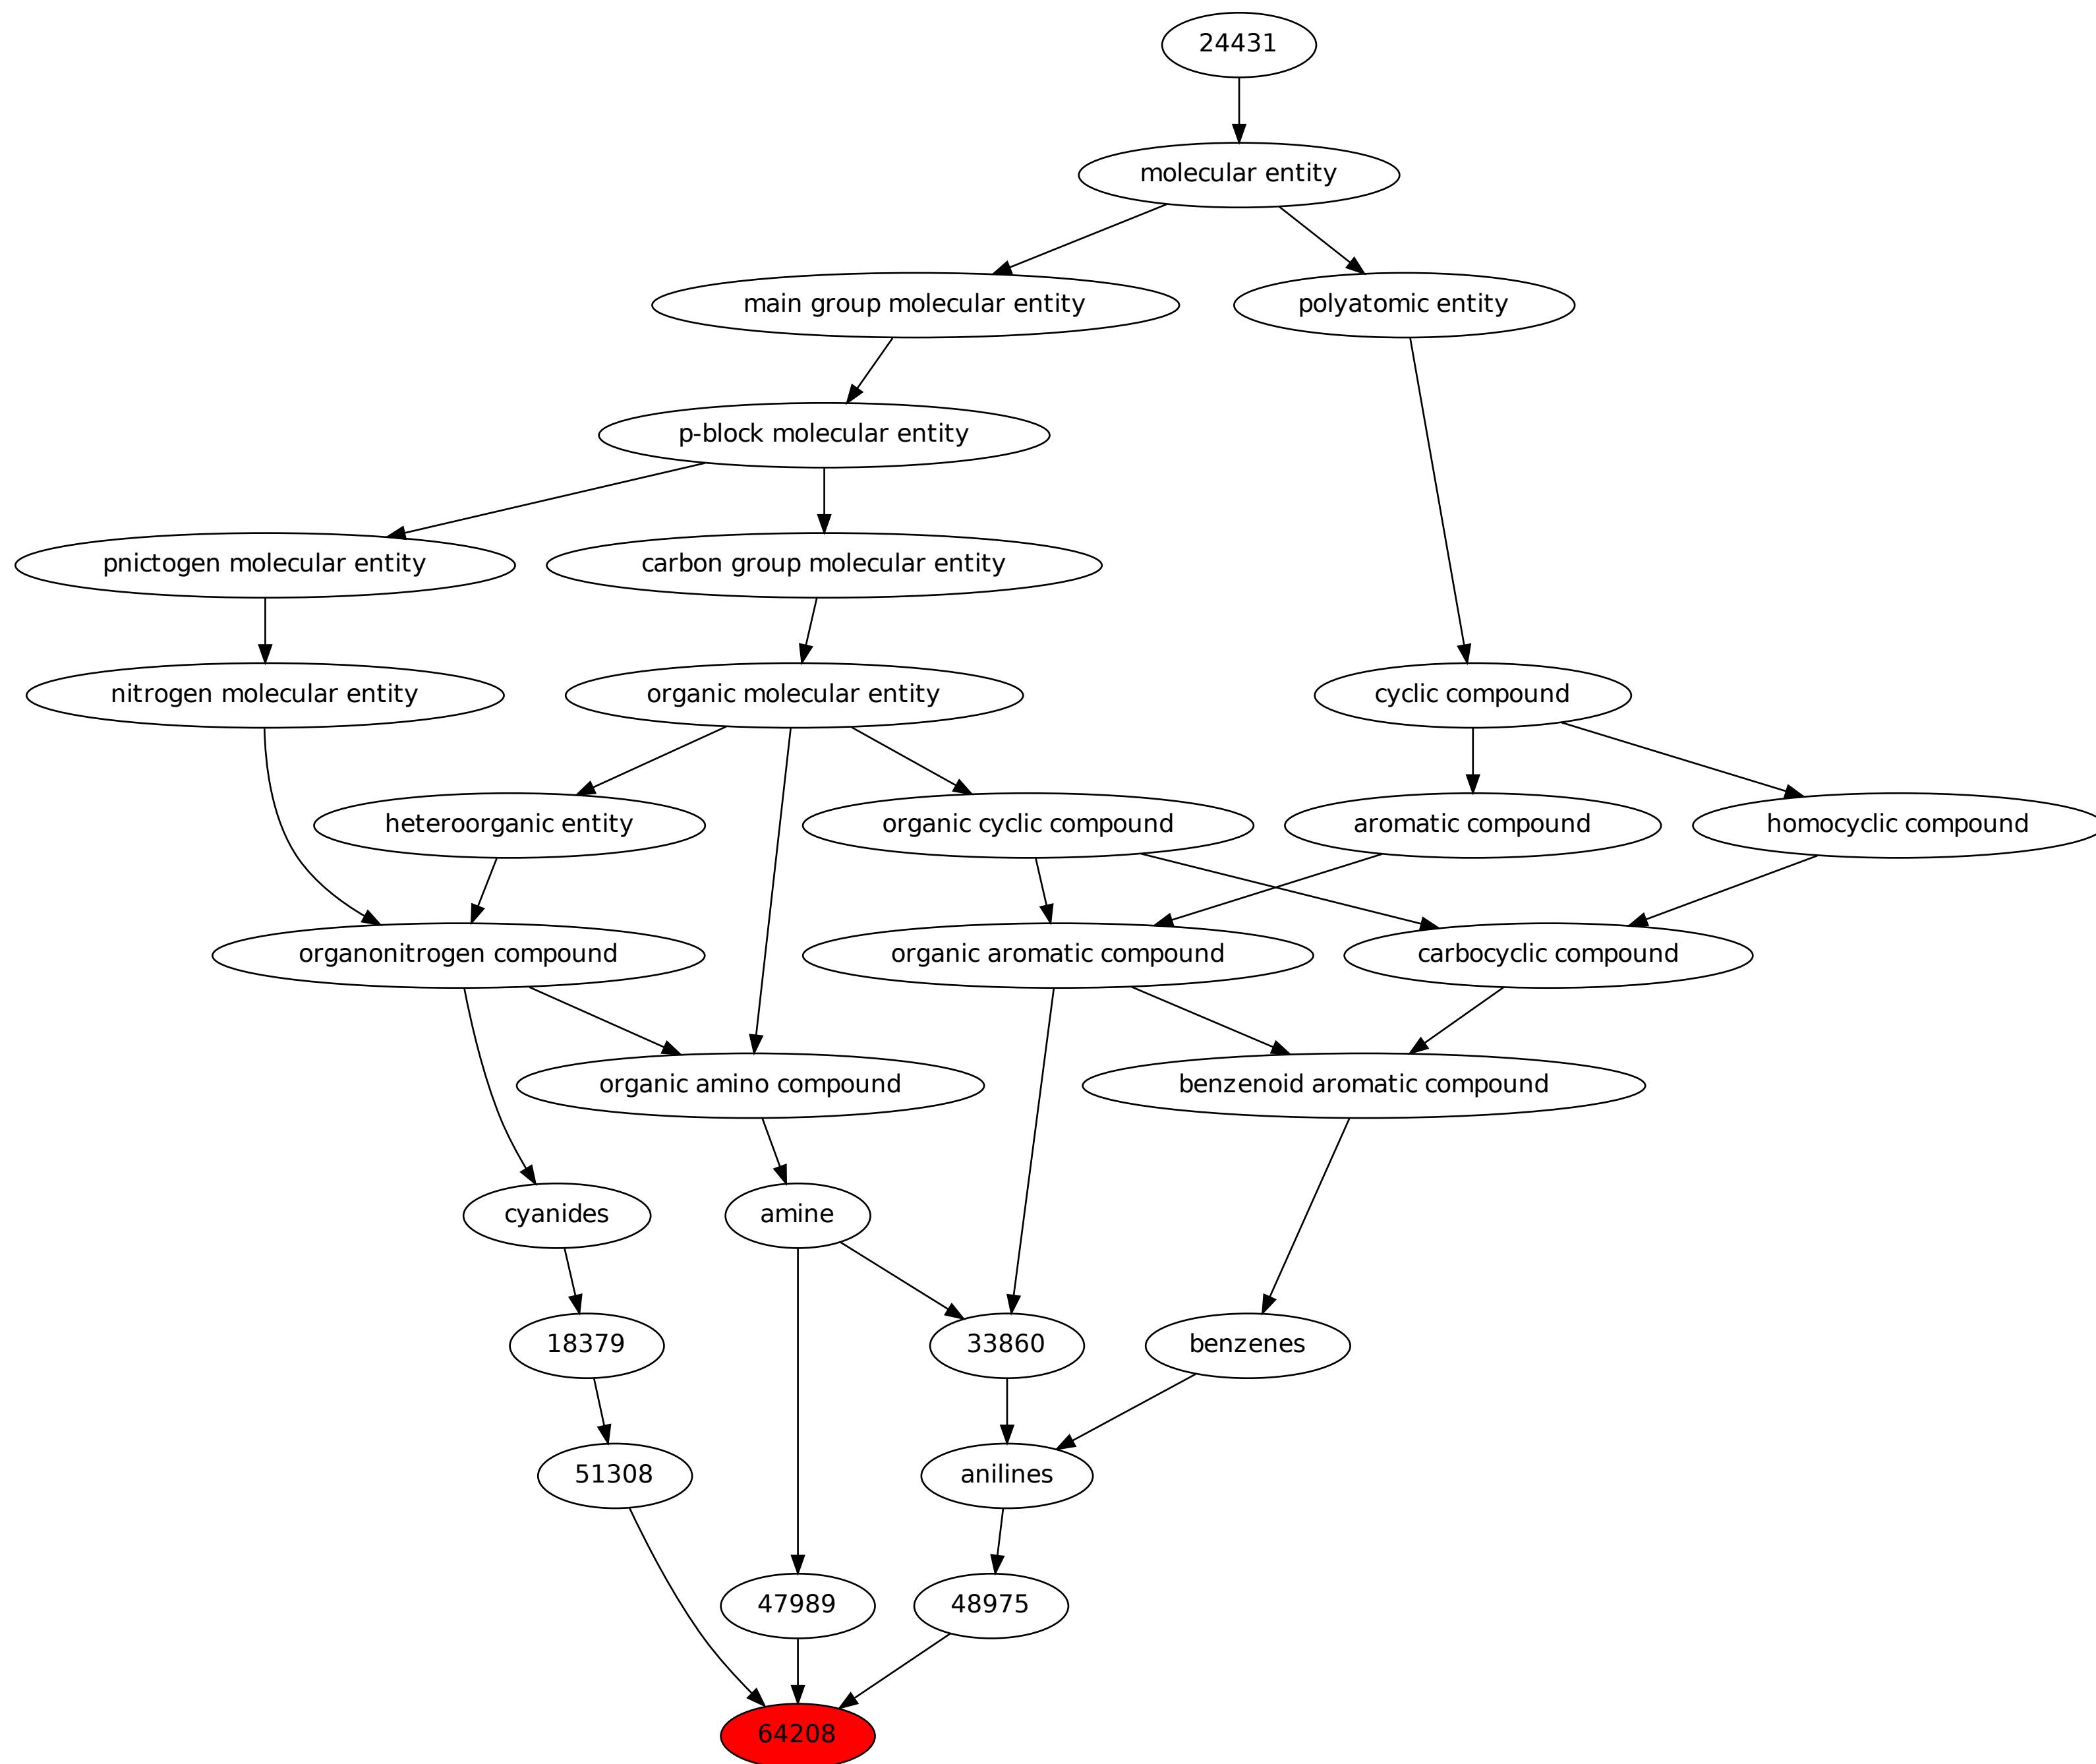 24431
molecular entity
main group molecular entity
polyatomic entity
p-block molecular entity
pnictogen molecular entity
carbon group molecular entity
nitrogen molecular entity
organic molecular entity
cyclic compound
heteroorganic entity
organic cyclic compound
aromatic compound
homocyclic compound
organonitrogen compound
organic aromatic compound
carbocyclic compound
organic amino compound
benzenoid aromatic compound
cyanides
amine
18379
33860
benzenes
51308
anilines
47989
48975
64208